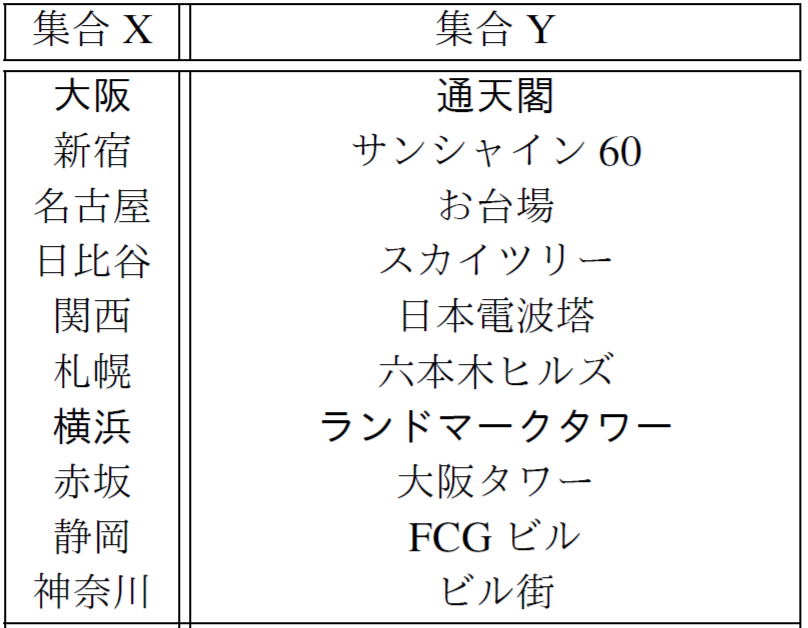 集合 X 集合 Y
大阪 通天閣
新宿 サンシャイン 60
名古屋 お台場
日比谷 スカイツリー
関西 日本電波塔
札幌 六本木ヒルズ
横浜 ランドマークタワー
赤坂 大阪タワー
静岡 FCG ビル
神奈川 ビル街